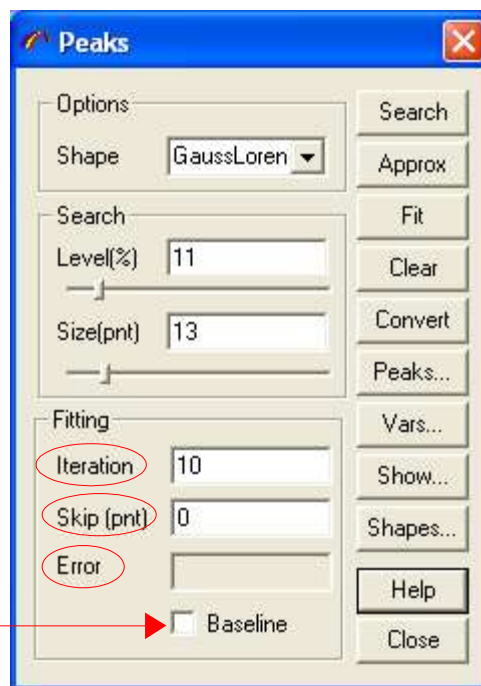 Peaks
Options
Shape GaussLoren
Search
Level(%) 11
Size(pnt) 13
Fitting
Iteration 10
Skip (pnt) 0
Error
Baseline
Search
Approx
Fit
Clear
Convert
Peaks...
Vars...
Show...
Shapes...
Help
Close